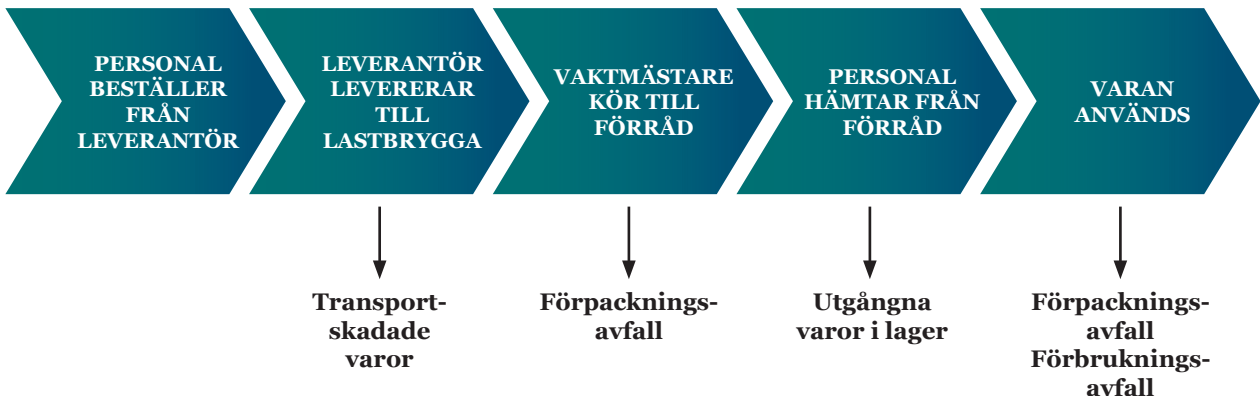 PERSONAL
BESTÄLLER
FRÅN
LEVERANTÖR
LEVERANTÖR
LEVERERAR
TILL
LASTBRYGGA
VAKTMÄSTARE
KÖR TILL
FÖRRÅD
PERSONAL
HÄMTAR FRÅN
FÖRRÅD
VARAN
ANVÄNDS
Transport-
skadade
varor
Förpacknings-
avfall
Utgångna
varor i lager
Förpacknings-
avfall
Förbruknings-
avfall